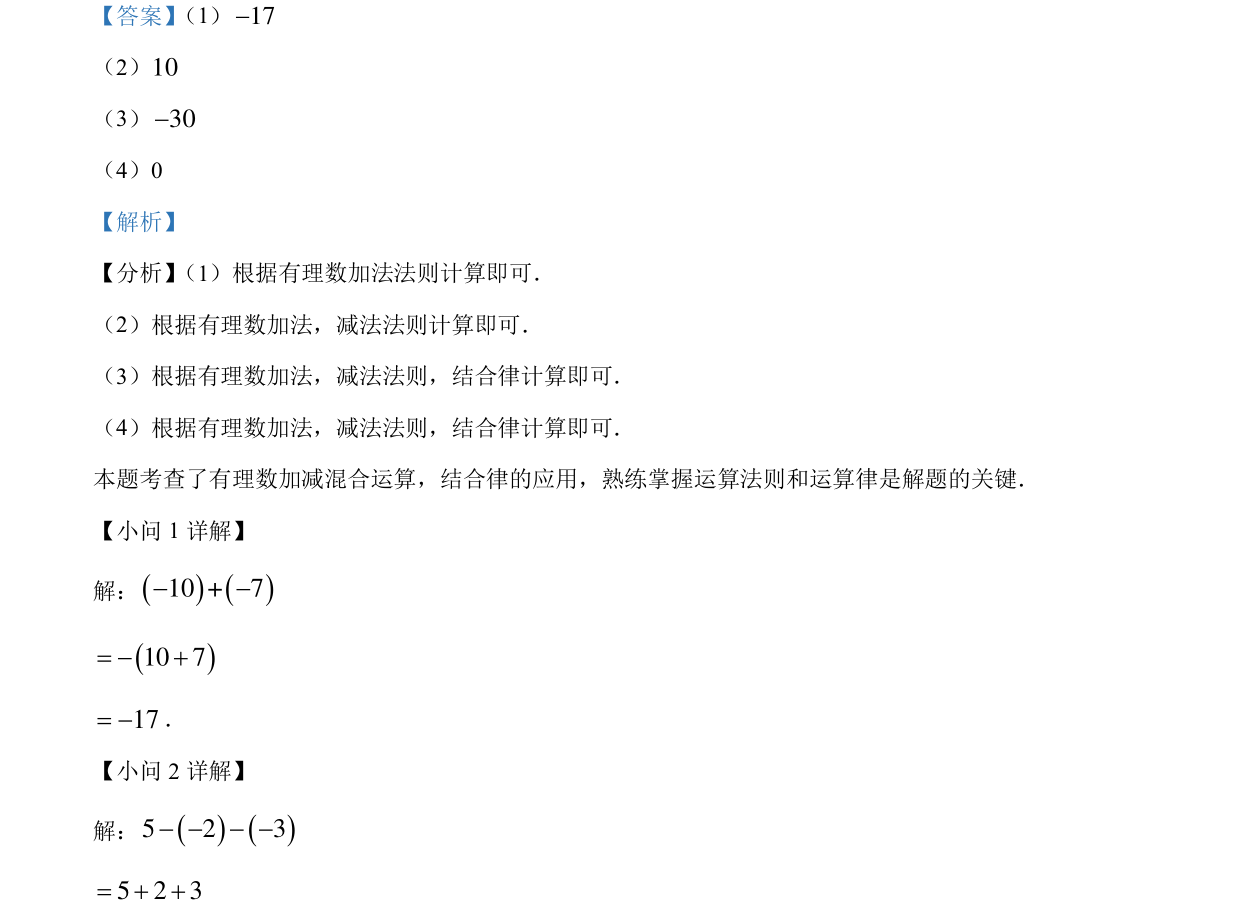 【答案】（1）−17
（2）10
（3）−30
（4）0
【解析】
【分析】（1）根据有理数加法法则计算即可．
（2）根据有理数加法，减法法则计算即可．
（3）根据有理数加法，减法法则，结合律计算即可．
（4）根据有理数加法，减法法则，结合律计算即可．
本题考查了有理数加减混合运算，结合律的应用，熟练掌握运算法则和运算律是解题的关键．
【小问 1 详解】
解：(−10)+(−7)
=−(10+7)
=−17．
【小问 2 详解】
解：5−(−2)−(−3)
=5+2+3